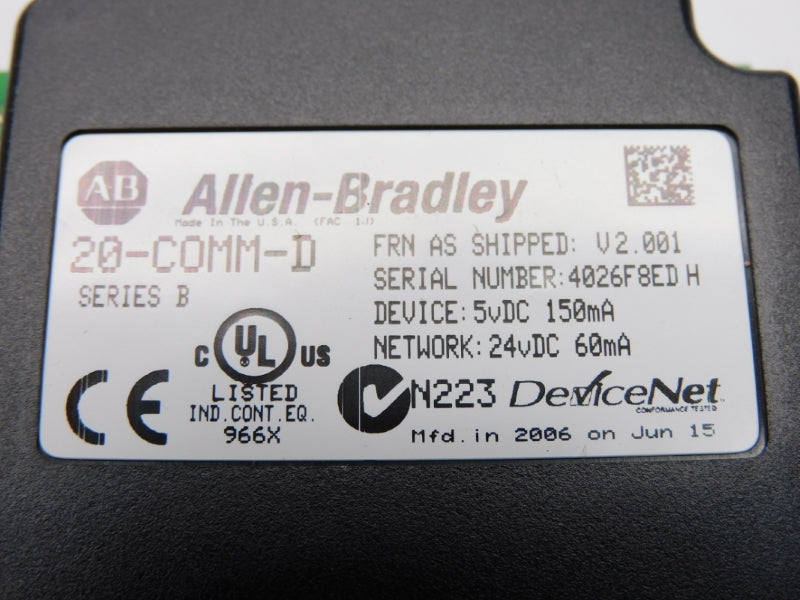 AB Allen-Bradley
Made In The U.S.A. (FAC 1J)
20-COMM-D
SERIES B
FRN AS SHIPPED: V2.001
SERIAL NUMBER:4026F8ED H
DEVICE:5vDC 150mA
NETWORK:24vDC 60mA
C UL US
LISTED
IND.CONT.EQ.
966X
CE
N223
DeviceNet
CONFORMANCE TESTED
Mfd.in 2006 on Jun 15